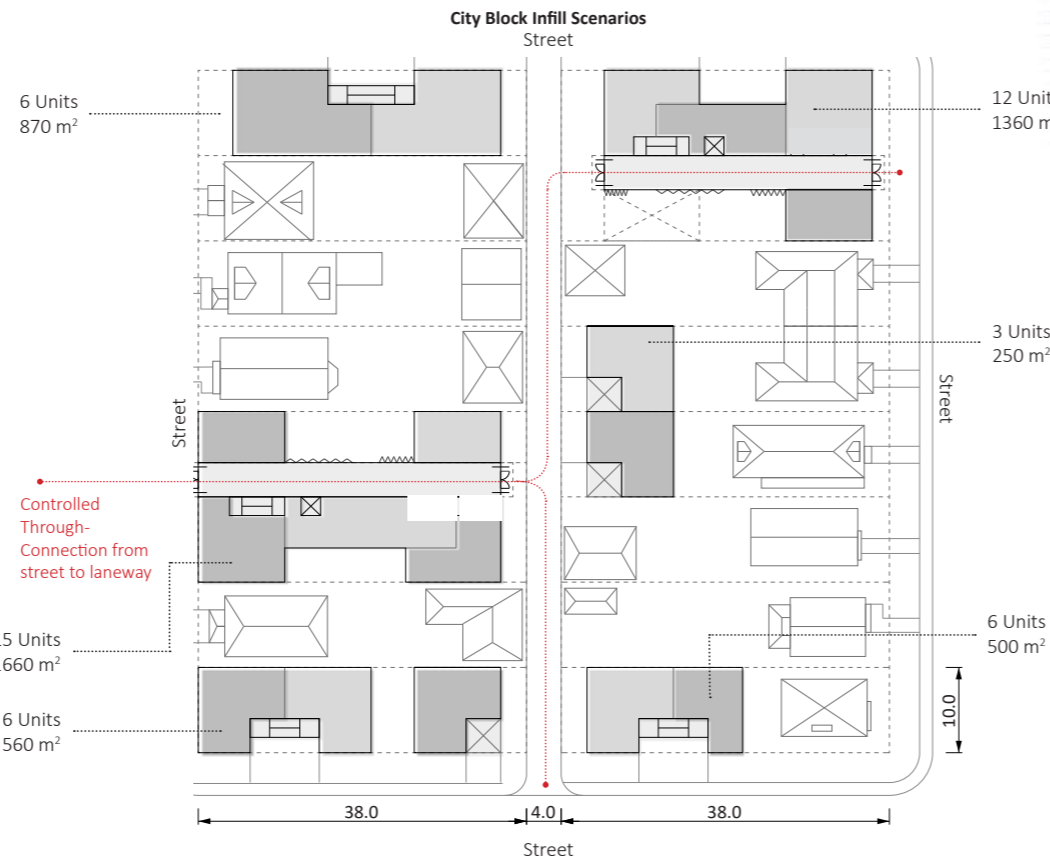 City Block Infill Scenarios
Street
6 Units
870 m²
12 Unit
1360 m
3 Units
250 m²
Street
Street
Controlled
Through-
Connection from
street to laneway
15 Units
660 m²
6 Units
500 m²
6 Units
560 m²
10.0
38.0
4.0
38.0
Street